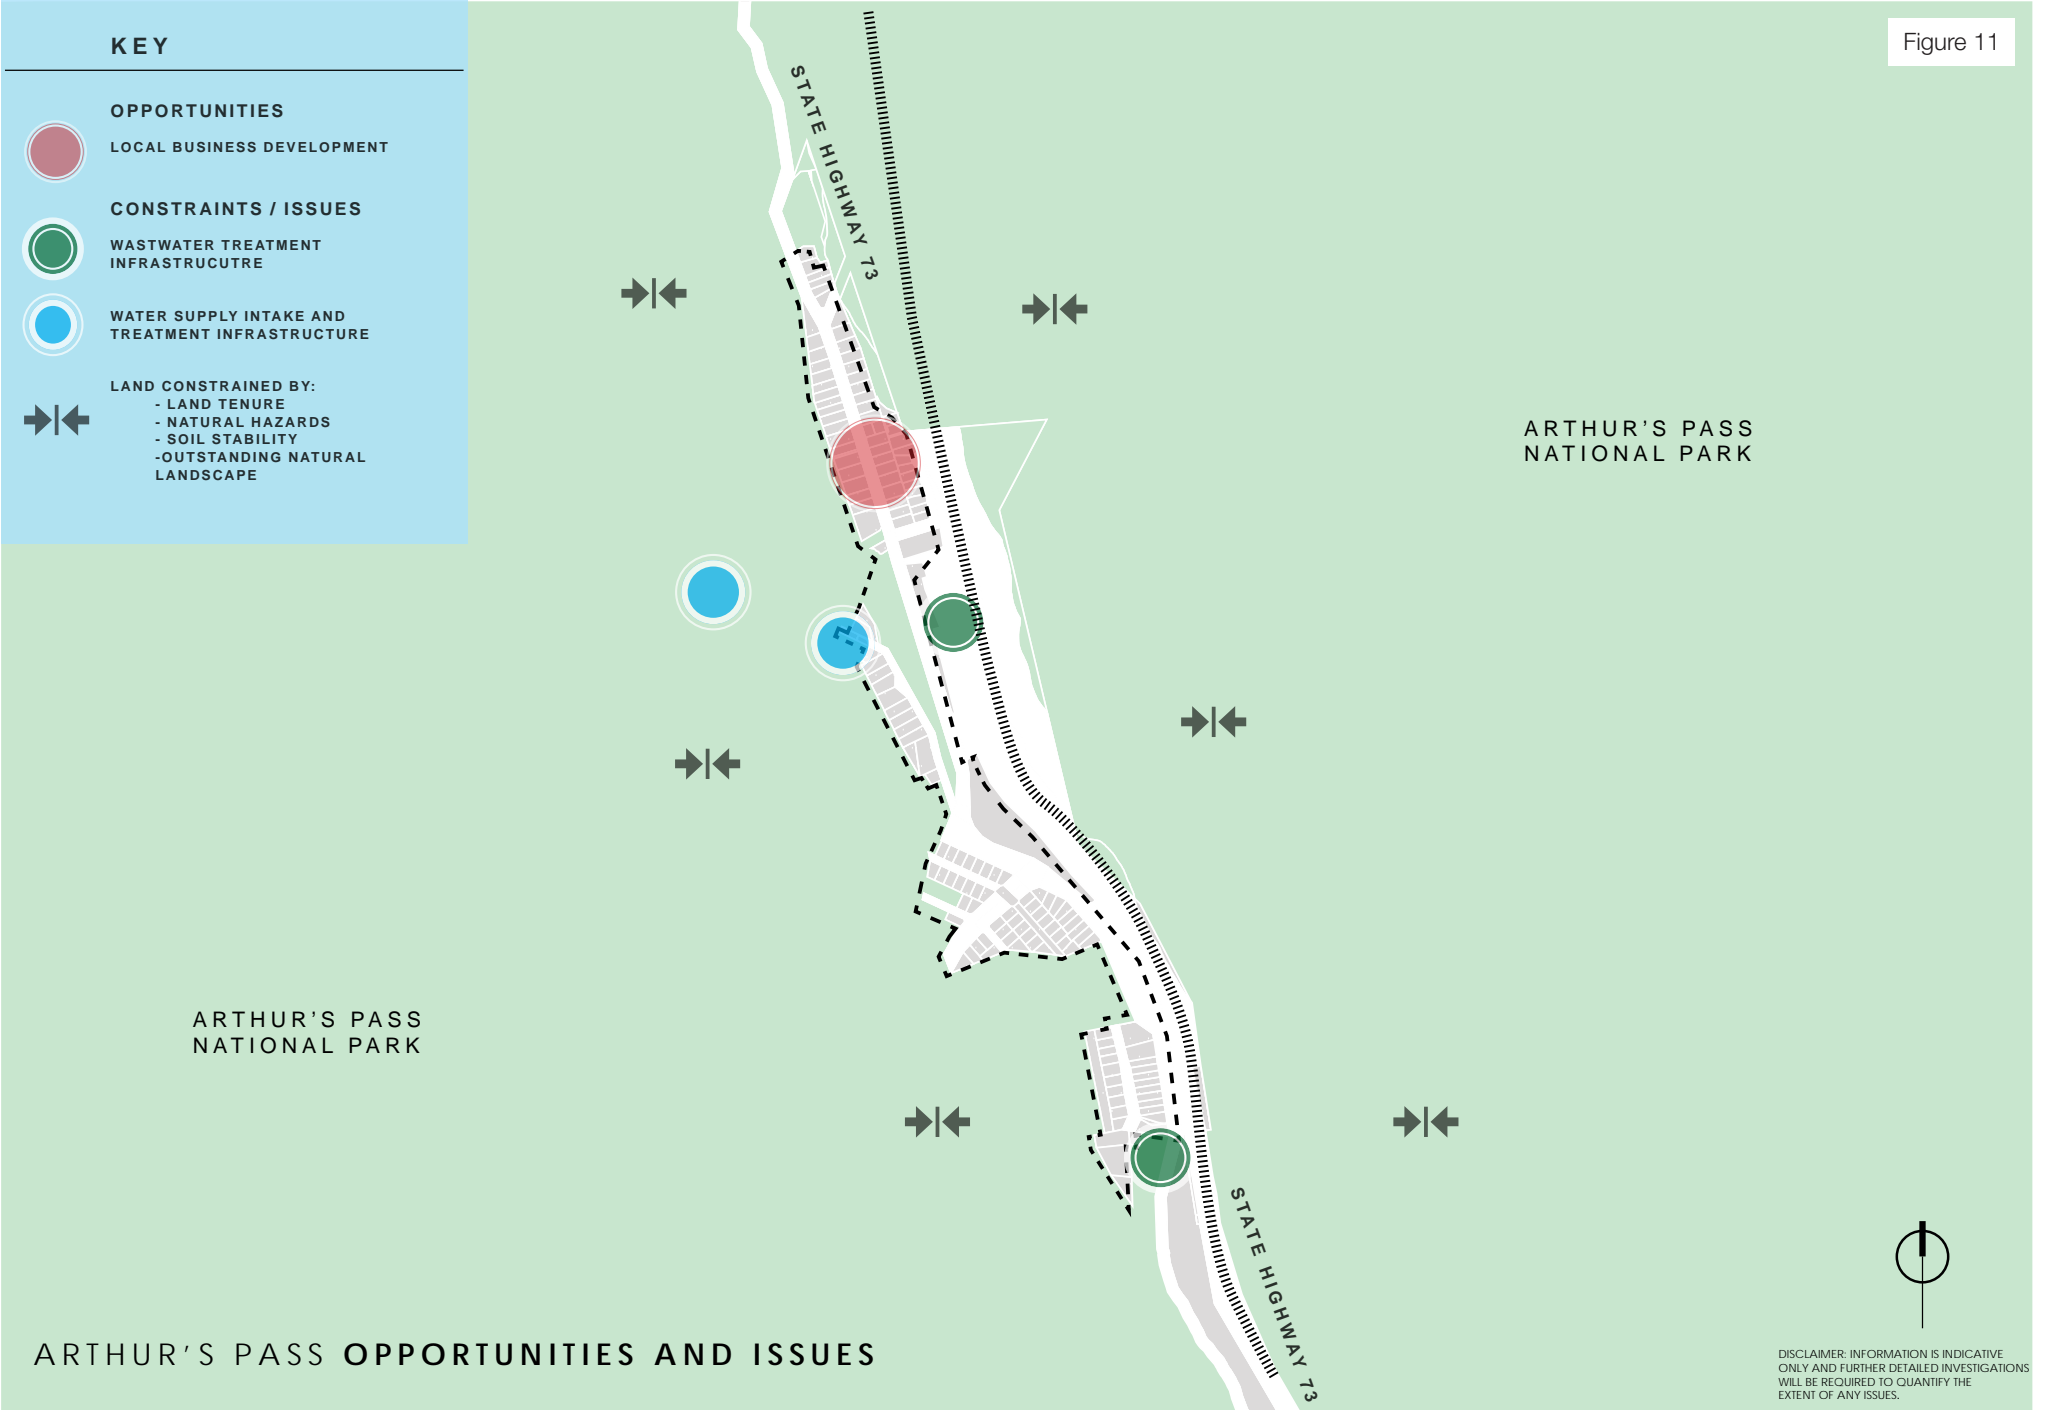 KEY
OPPORTUNITIES
LOCAL BUSINESS DEVELOPMENT
CONSTRAINTS / ISSUES
WASTWATER TREATMENT
INFRASTRUCUTRE
WATER SUPPLY INTAKE AND
TREATMENT INFRASTRUCTURE
LAND CONSTRAINED BY:
- LAND TENURE
- NATURAL HAZARDS
- SOIL STABILITY
-OUTSTANDING NATURAL
LANDSCAPE
Figure 11
STATE HIGHWAY 73
ARTHUR'S PASS
NATIONAL PARK
ARTHUR'S PASS
NATIONAL PARK
STATE HIGHWAY 73
ARTHUR'S PASS OPPORTUNITIES AND ISSUES
DISCLAIMER: INFORMATION IS INDICATIVE
ONLY AND FURTHER DETAILED INVESTIGATIONS
WILL BE REQUIRED TO QUANTIFY THE
EXTENT OF ANY ISSUES.